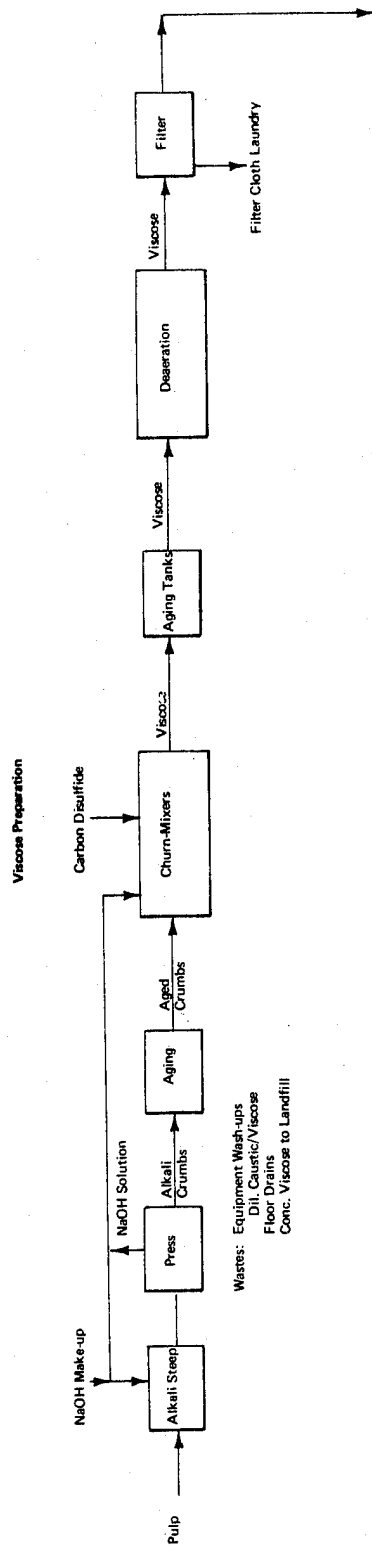 Viscose Preparation
NaOH Make-up
NaOH Solution
Carbon Disulfide
Pulp
Alkali Steep
Press
Alkali
Crumbs
Aging
Aged
Crumbs
Churn-Mixers
Viscose
Aging Tanks
Viscose
Deaeration
Viscose
Filter
Filter Cloth Laundry
Wastes: Equipment Wash-ups
Dil. Caustic/Viscose
Floor Drains
Conc. Viscose to Landfill